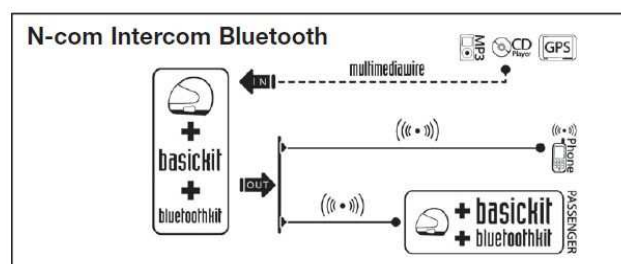 N-com Intercom Bluetooth
MP3
CD
Player
GPS
multimediawire
IN
+
basickit
+
bluetoothkit
OUT
Phone
PASSENGER
+ basickit
+ bluetoothkit